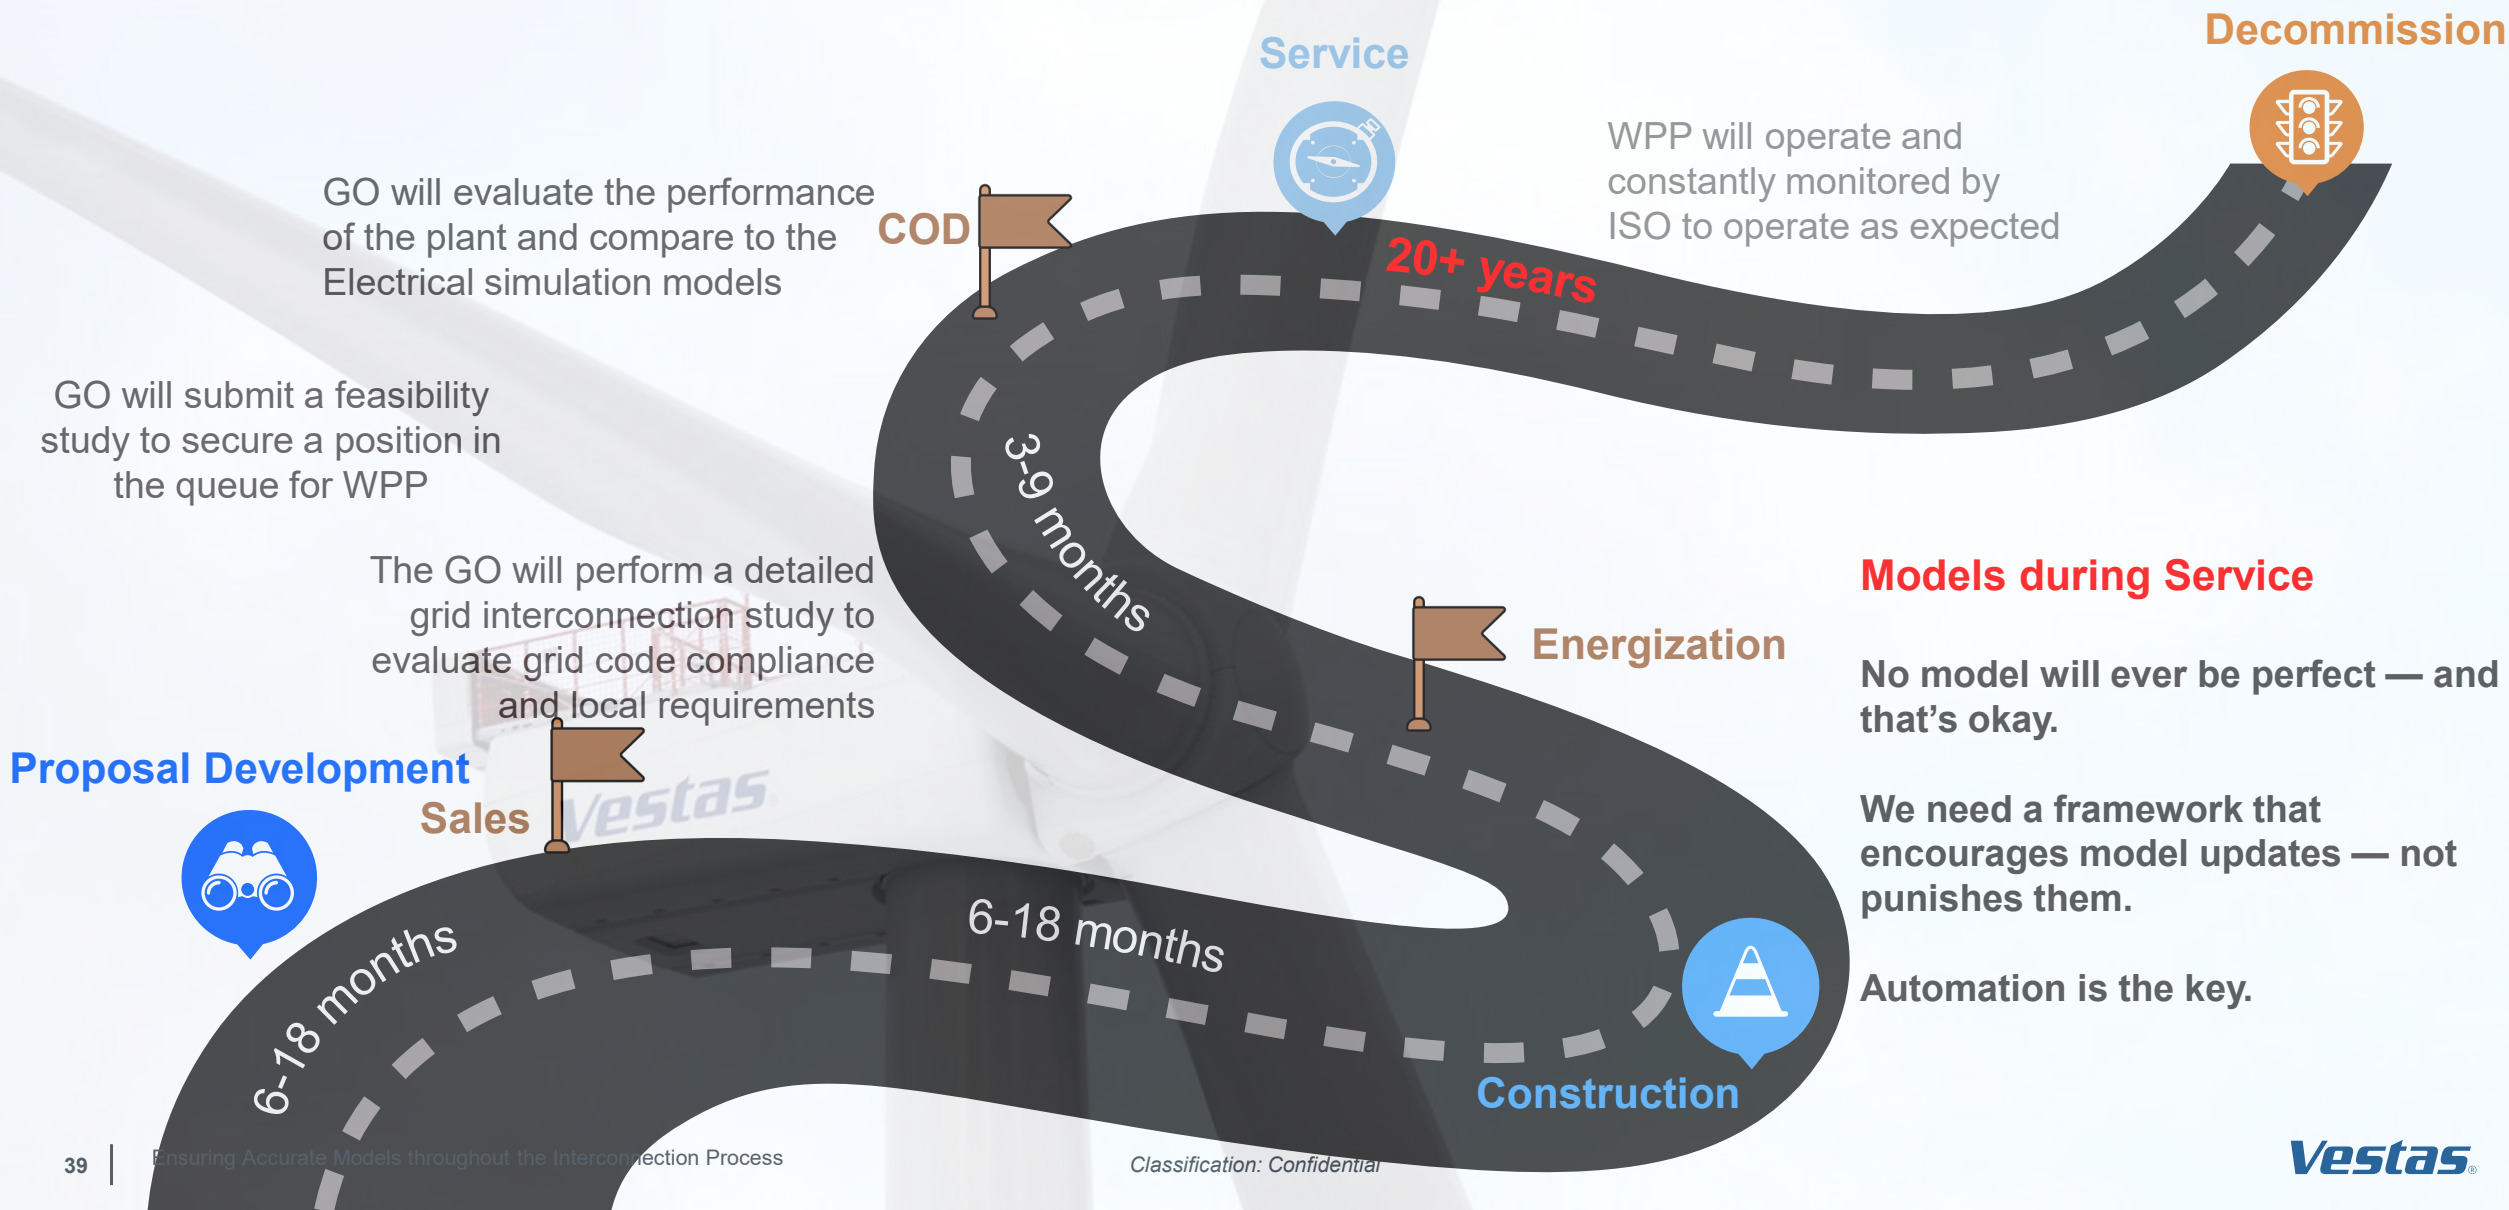 Decommission
Service
WPP will operate and
constantly monitored by
ISO to operate as expected
GO will evaluate the performance
of the plant and compare to the
Electrical simulation models
COD
20+ years
GO will submit a feasibility
study to secure a position in
the queue for WPP
3-9 months
The GO will perform a detailed
grid interconnection study to
evaluate grid code compliance
and local requirements
Energization
Models during Service
No model will ever be perfect — and
that’s okay.
We need a framework that
encourages model updates — not
punishes them.
Automation is the key.
Proposal Development
Sales
Vestas
6-18 months
6-18 months
Construction
39
Ensuring Accurate Models throughout the Interconnection Process
Classification: Confidential
Vestas®